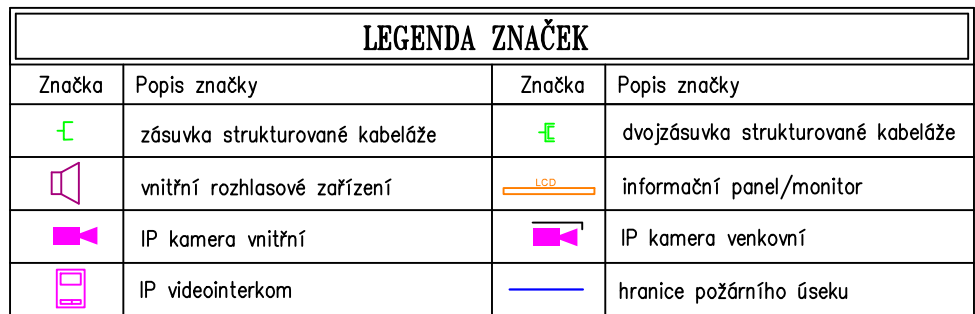 LEGENDA ZNAČEK
Značka Popis značky Značka Popis značky
zásuvka strukturované kabeláže dvojzásuvka strukturované kabeláže
vnitřní rozhlasové zařízení LCD informační panel/monitor
IP kamera vnitřní IP kamera venkovní
IP videointerkom hranice požárního úseku